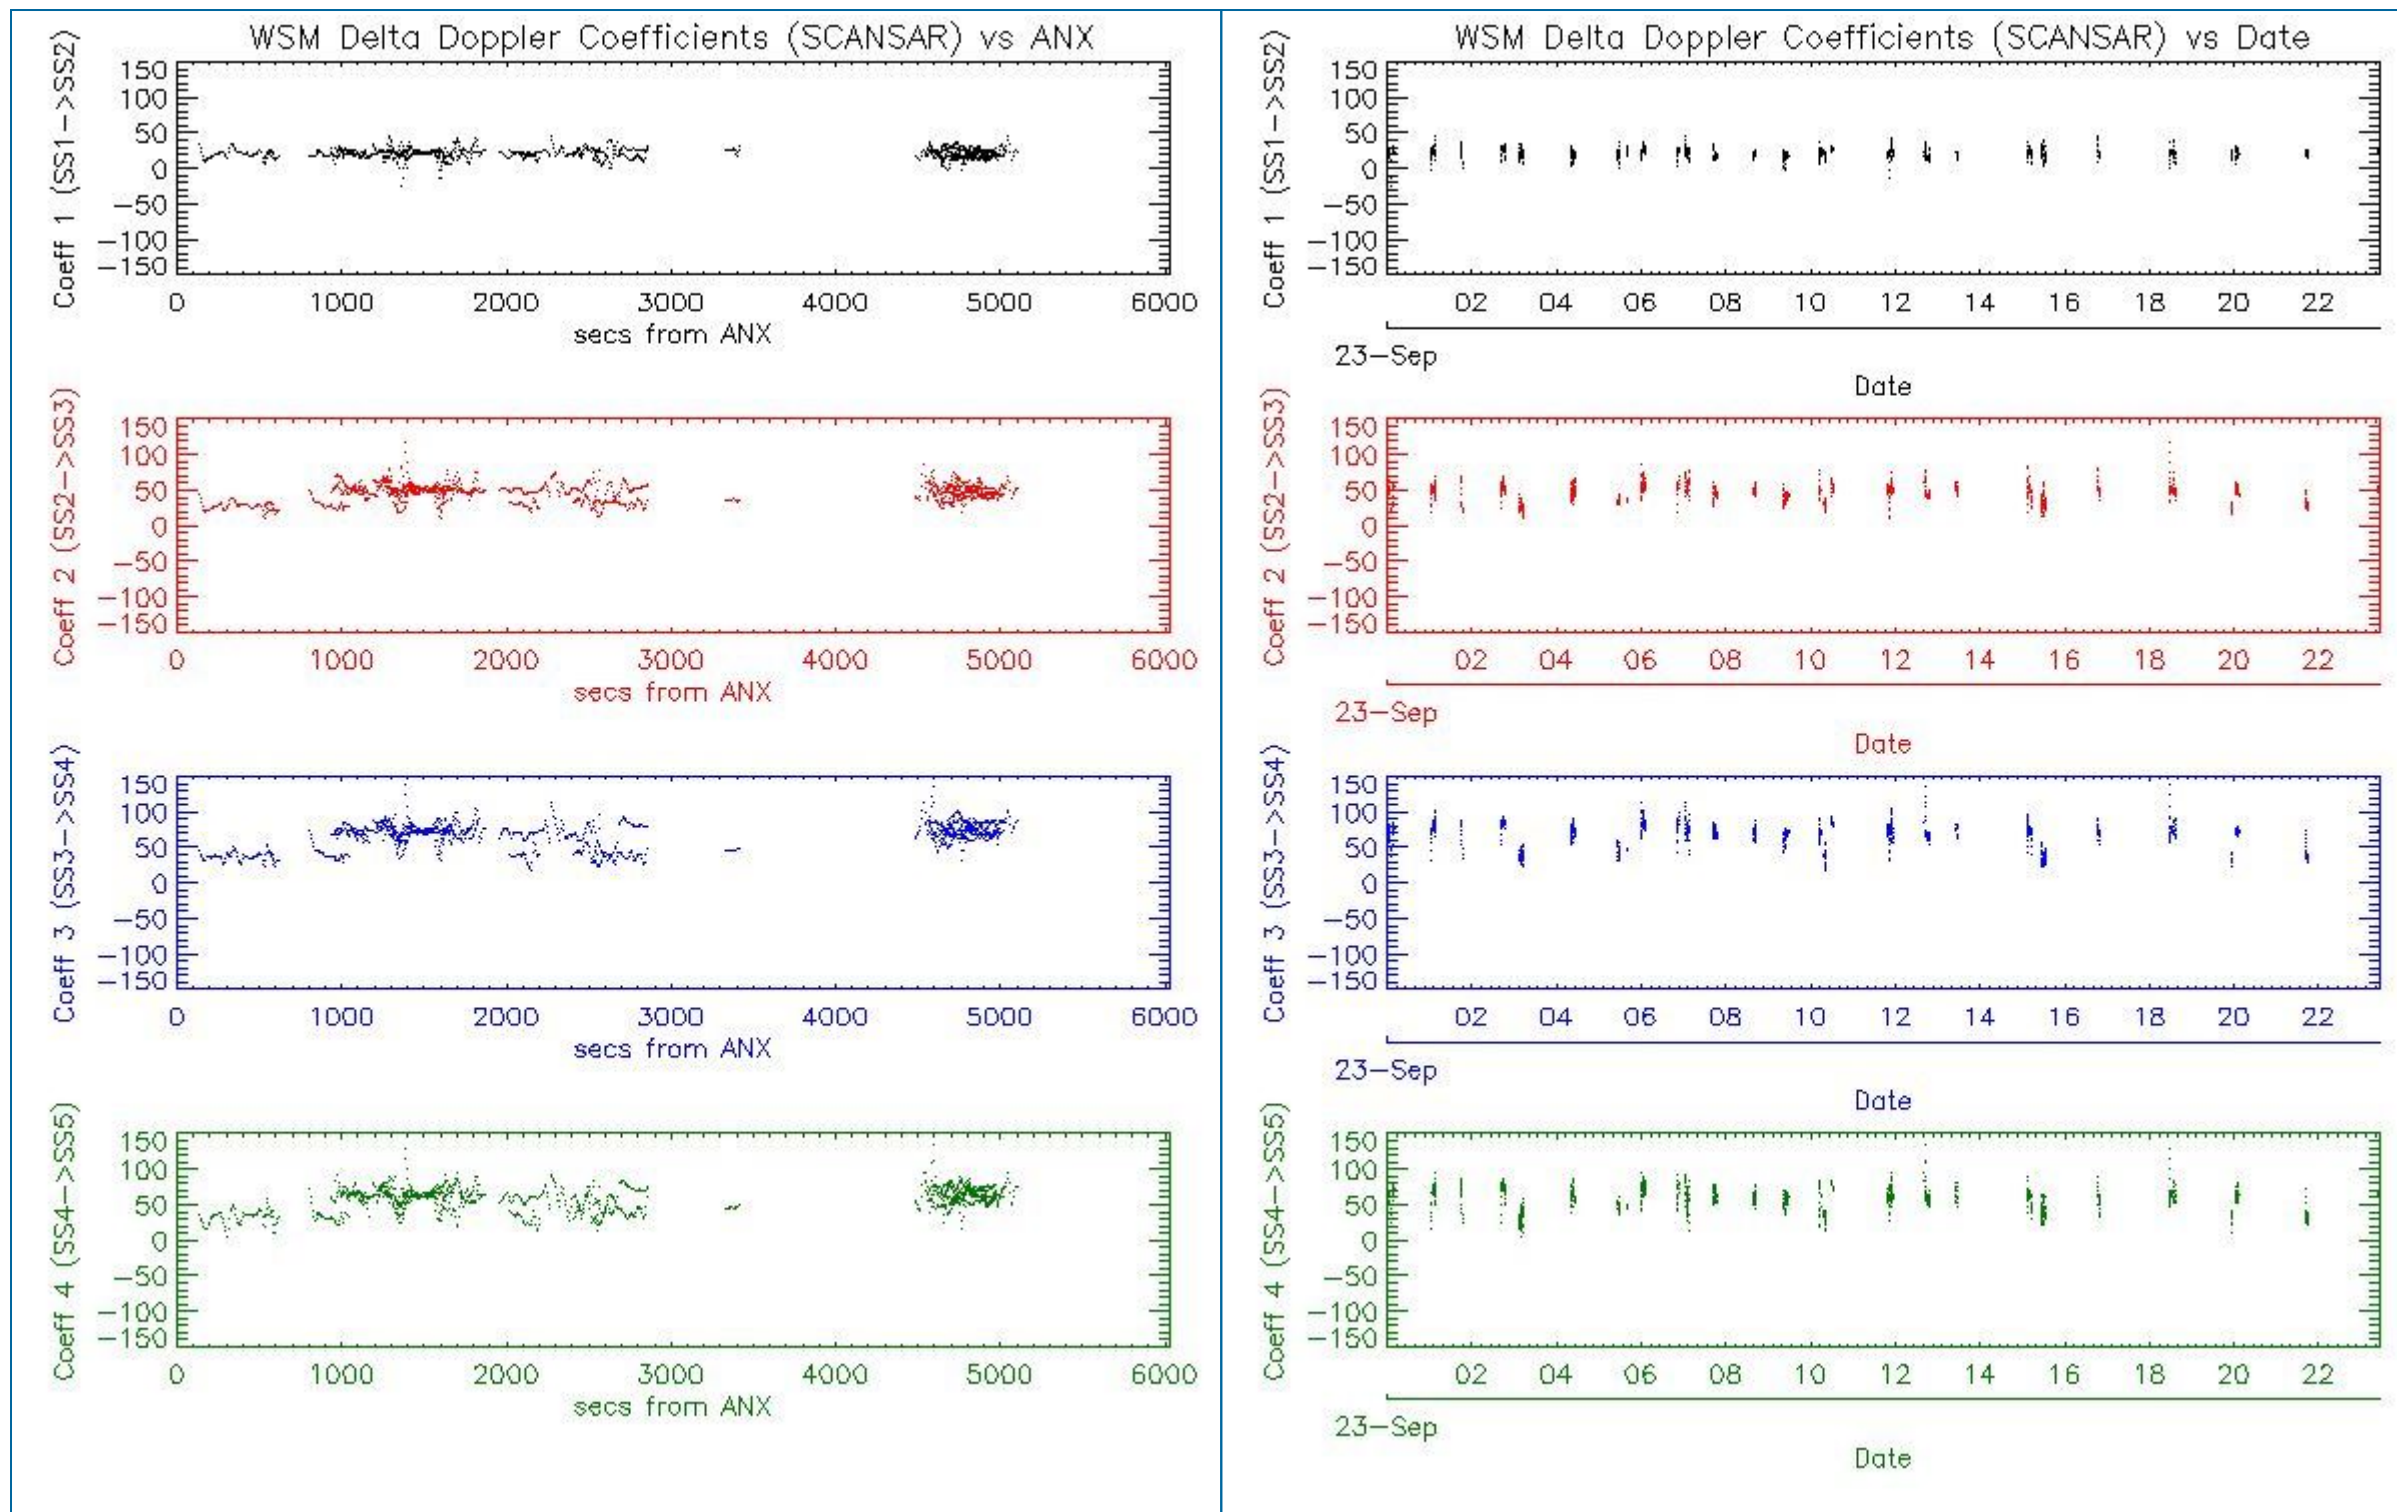 WSM Delta Doppler Coefficients (SCANSAR) vs ANX
Coeff 1 (SS1->SS2)
150
100
50
0
-50
-100
-150
0 1000 2000 3000 4000 5000 6000
secs from ANX
Coeff 2 (SS2->SS3)
150
100
50
0
-50
-100
-150
0 1000 2000 3000 4000 5000 6000
secs from ANX
Coeff 3 (SS3->SS4)
150
100
50
0
-50
-100
-150
0 1000 2000 3000 4000 5000 6000
secs from ANX
Coeff 4 (SS4->SS5)
150
100
50
0
-50
-100
-150
0 1000 2000 3000 4000 5000 6000
secs from ANX
WSM Delta Doppler Coefficients (SCANSAR) vs Date
Coeff 1 (SS1->SS2)
150
100
50
0
-50
-100
-150
02 04 06 08 10 12 14 16 18 20 22
23-Sep
Date
Coeff 2 (SS2->SS3)
150
100
50
0
-50
-100
-150
02 04 06 08 10 12 14 16 18 20 22
23-Sep
Date
Coeff 3 (SS3->SS4)
150
100
50
0
-50
-100
-150
02 04 06 08 10 12 14 16 18 20 22
23-Sep
Date
Coeff 4 (SS4->SS5)
150
100
50
0
-50
-100
-150
02 04 06 08 10 12 14 16 18 20 22
23-Sep
Date